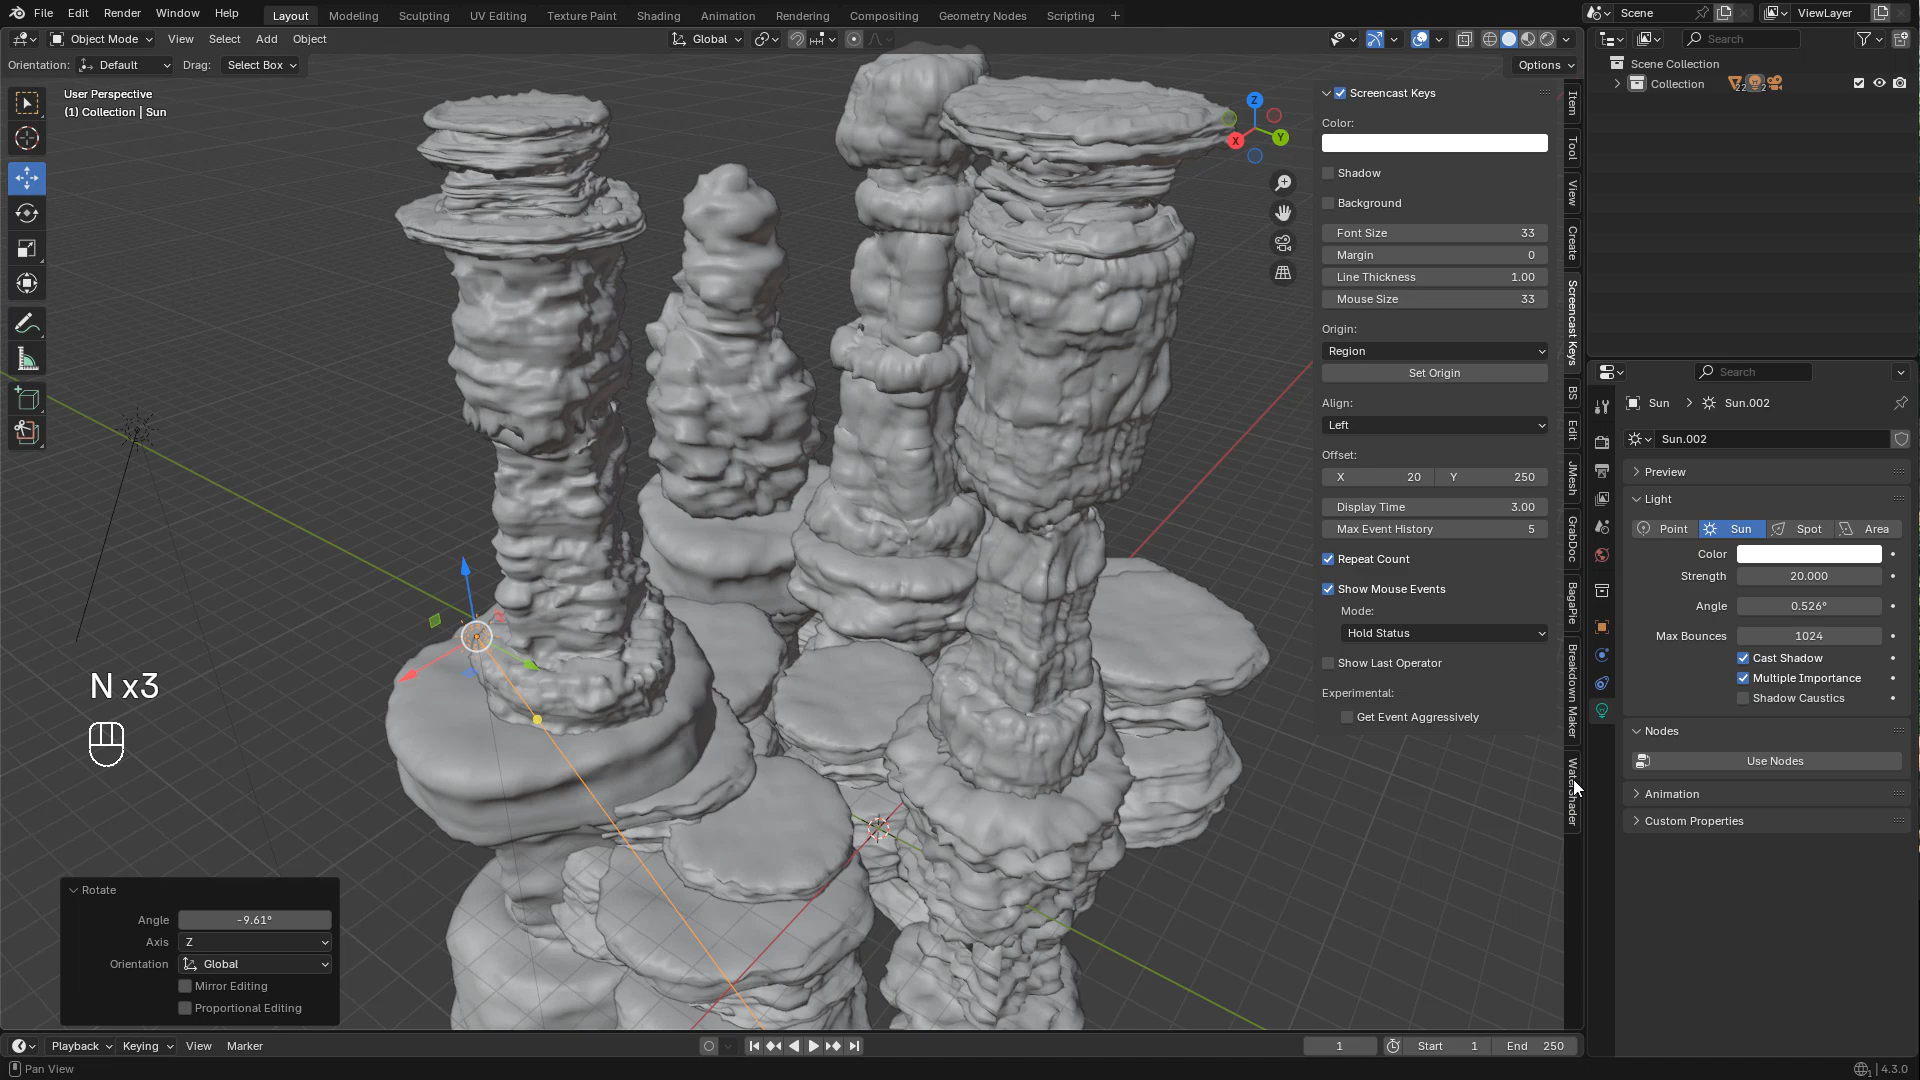 File Edit Render Window Help Layout Modeling Sculpting UV Editing Texture Paint Shading Animation Rendering Compositing Geometry Nodes Scripting Scene ViewLayer
Object Mode View Select Add Object Global Search
Orientation: Default Drag: Select Box Options
Scene Collection
Collection 22 2
User Perspective
(1) Collection | Sun
Z
Y
X
Screencast Keys
Color:
Shadow
Background
Font Size 33
Margin 0
Line Thickness 1.00
Mouse Size 33
Origin:
Region
Set Origin
Align:
Left
Offset:
X 20 Y 250
Display Time 3.00
Max Event History 5
Repeat Count
Show Mouse Events
Mode:
Hold Status
Show Last Operator
Experimental:
Get Event Aggressively
Item
Tool
View
Create
Screencast Keys
BS
Edit
JMesh
GrabDoc
BagaPie
Breakdown Maker
Search
Sun Sun.002
Sun.002
Preview
Light
Point Sun Spot Area
Color
Strength 20.000
Angle 0.526°
Max Bounces 1024
Cast Shadow
Multiple Importance
Shadow Caustics
Nodes
Use Nodes
Animation
Custom Properties
N x3
Rotate
Angle -9.61°
Axis Z
Orientation Global
Mirror Editing
Proportional Editing
Playback Keying View Marker 1 Start 1 End 250
Pan View 4.3.0